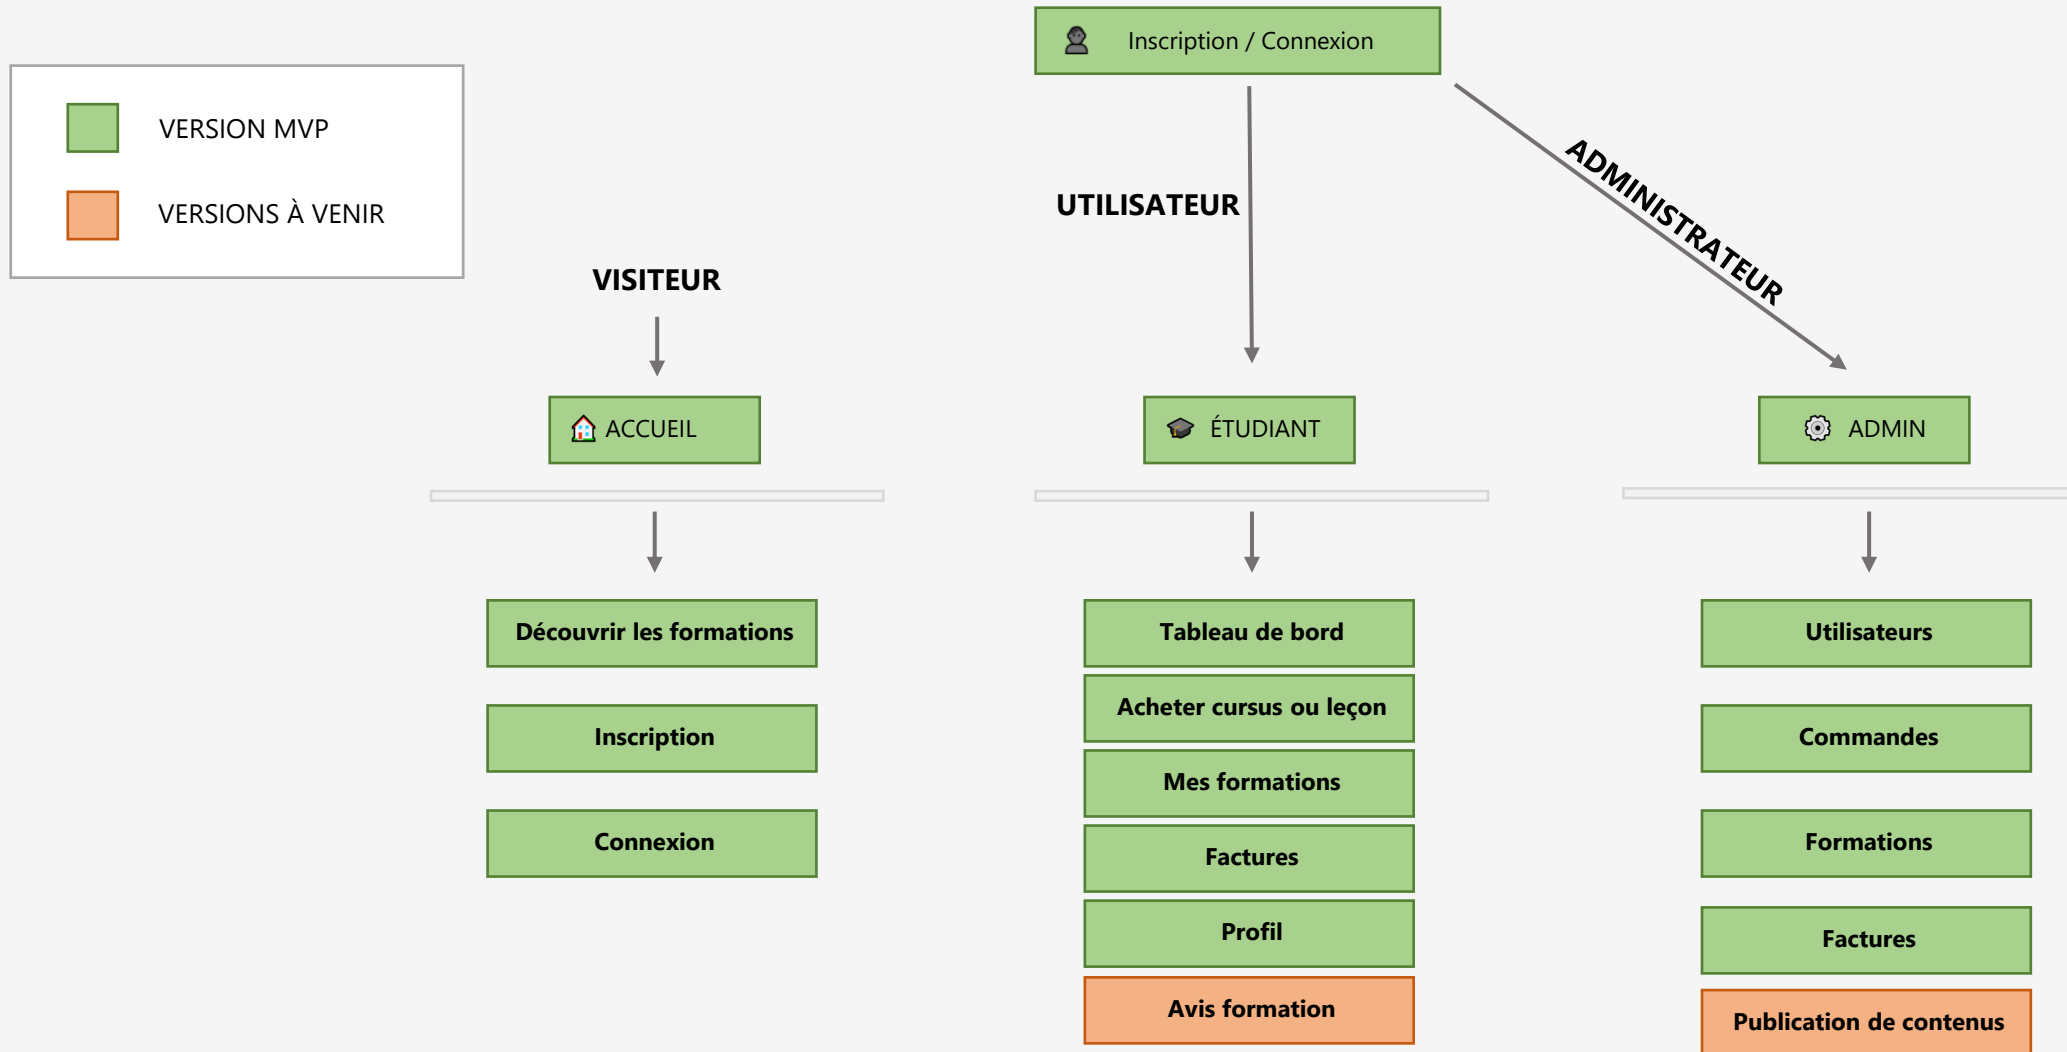 Inscription / Connexion
VERSION MVP
VERSIONS À VENIR
VISITEUR
UTILISATEUR
ADMINISTRATEUR
ACCUEIL
ÉTUDIANT
ADMIN
Découvrir les formations
Inscription
Connexion
Tableau de bord
Acheter cursus ou leçon
Mes formations
Factures
Profil
Avis formation
Utilisateurs
Commandes
Formations
Factures
Publication de contenus